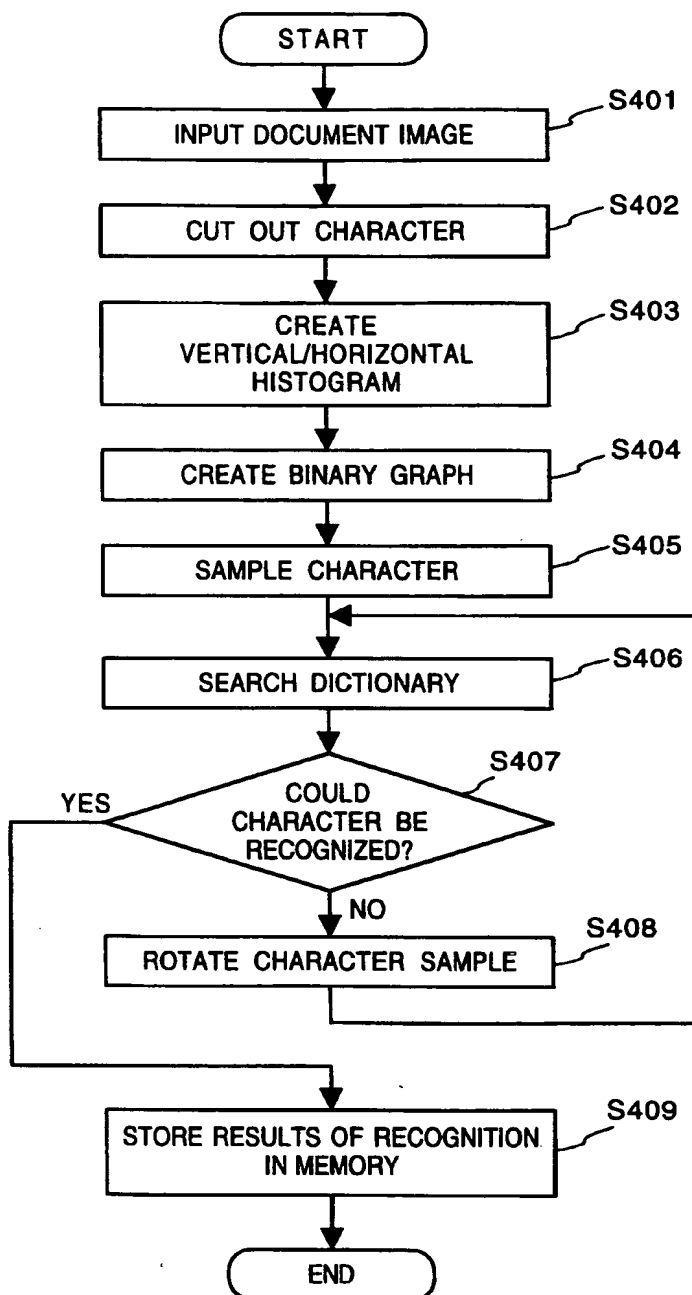 START
S401
INPUT DOCUMENT IMAGE
S402
CUT OUT CHARACTER
S403
CREATE
VERTICAL/HORIZONTAL
HISTOGRAM
S404
CREATE BINARY GRAPH
S405
SAMPLE CHARACTER
S406
SEARCH DICTIONARY
S407
YES
COULD
CHARACTER BE
RECOGNIZED?
NO
S408
ROTATE CHARACTER SAMPLE
S409
STORE RESULTS OF RECOGNITION
IN MEMORY
END